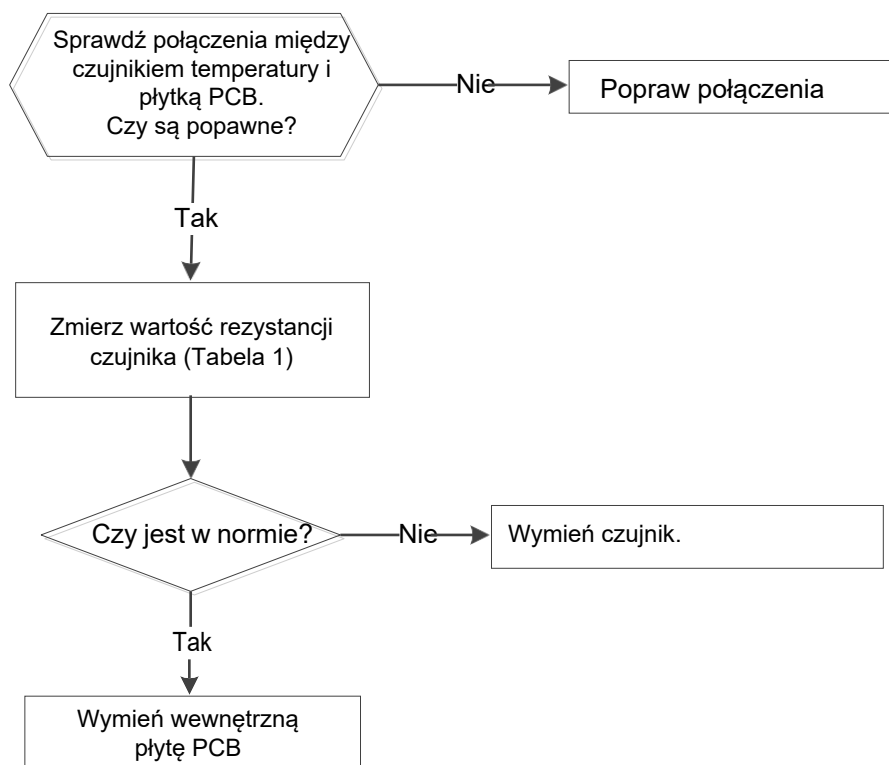 Sprawdź połączenia między
czujnikiem temperatury i
płytką PCB.
Czy są popawne?
Nie
Popraw połączenia
Tak
Zmierz wartość rezystancji
czujnika (Tabela 1)
Czy jest w normie?
Nie
Wymień czujnik.
Tak
Wymień wewnętrzną
płytę PCB